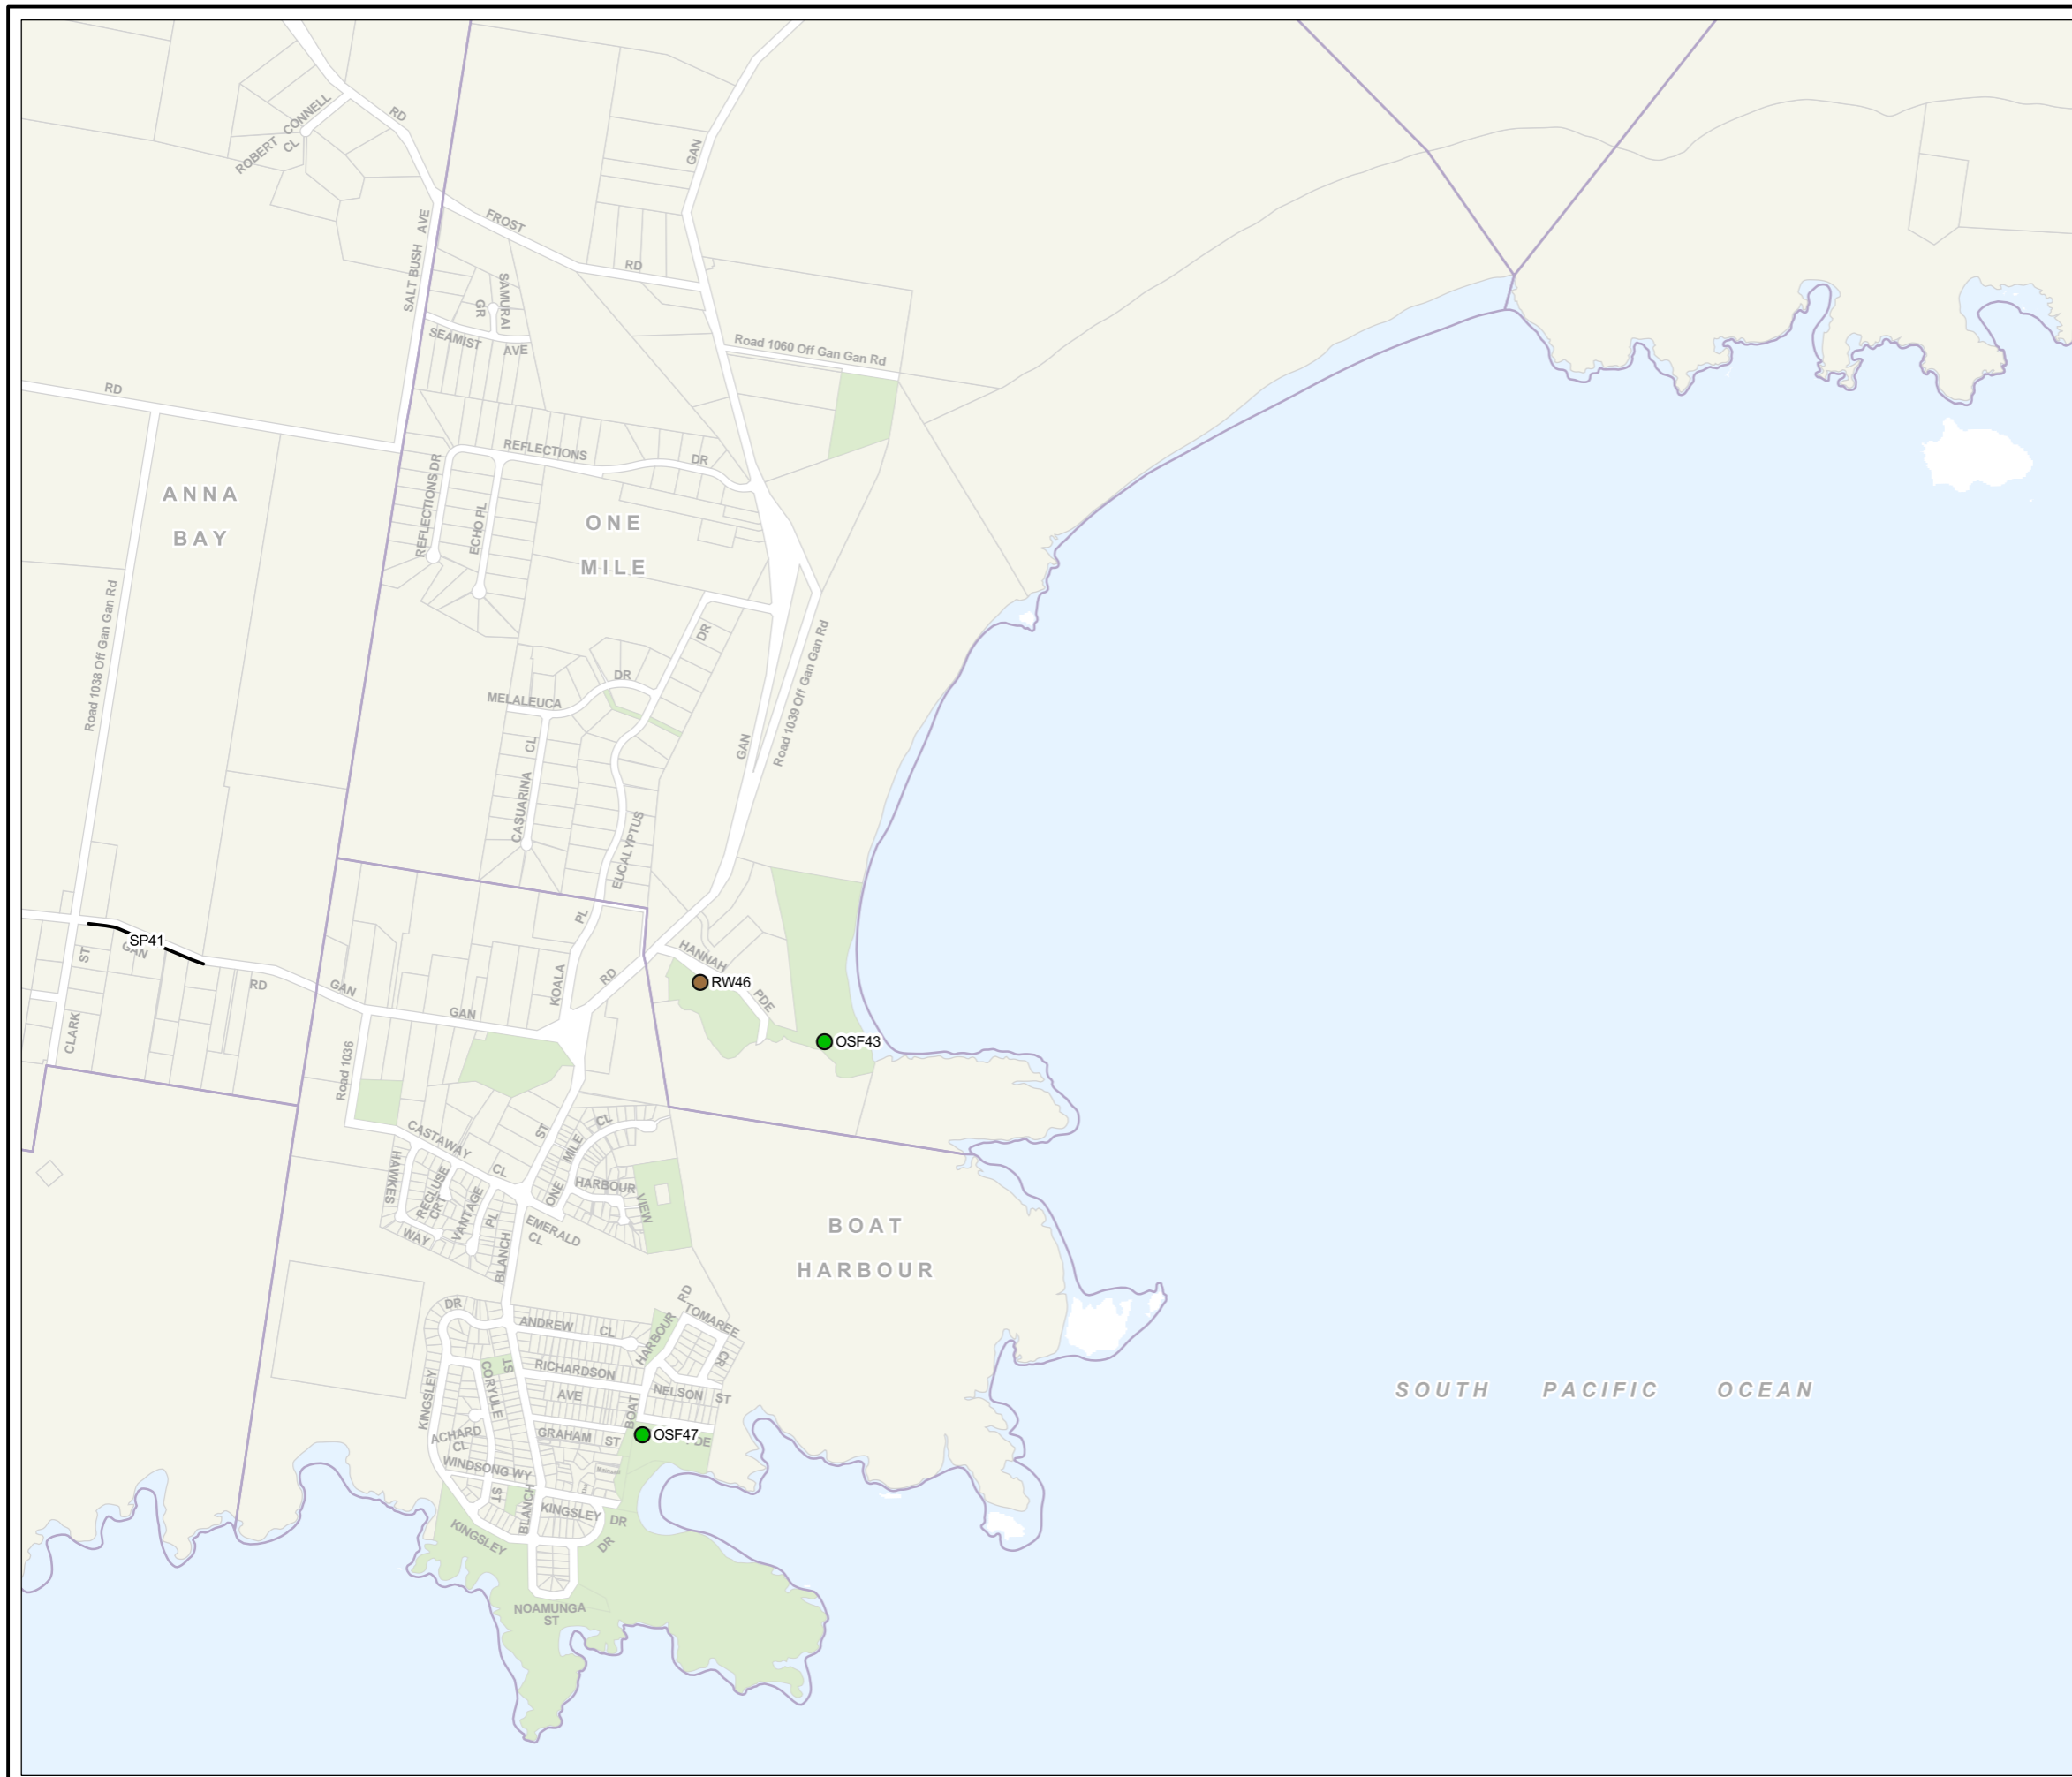 ROBERT CONNELL
CL
RD
GAN
SALT BUSH AVE
FROST
RD
SAMURAI
GR
SEAMIST AVE
Road 1060 Off Gan Gan Rd
RD
REFLECTIONS DR
REFLECTIONS DR
ECHO PL
ANNA
BAY
ONE
MILE
Road 1038 Off Gan Gan Rd
DR
MELALEUCA DR
CASUARINA CL
GAN
Road 1039 Off Gan Gan Rd
EUCALYPTUS
PL
KOALA
SP41
GAN
RD
ST
CLARK
GAN
GAN
RD
HANNAH
PDE
RW46
OSF43
Road 1036
CASTAWAY CL
ST
ONE MILE CL
HAWKES
WAY
RECLUSE
CRT
VANTAGE
PL
HARBOUR
VIEW
EMERALD
CL
BLANCH
ST
BOAT
HARBOUR
DR
ANDREW CL
HARBOUR
RD
TOMAREE
CR
RICHARDSON
AVE
NELSON ST
KINGSLEY
CORYULE
ST
ACHARD
CL
GRAHAM ST
BOAT
OSF47
PDE
WINDSONG WY
BLANCH
KINGSLEY DR
KINGSLEY
DR
NOAMUNGA
ST
SOUTH PACIFIC OCEAN